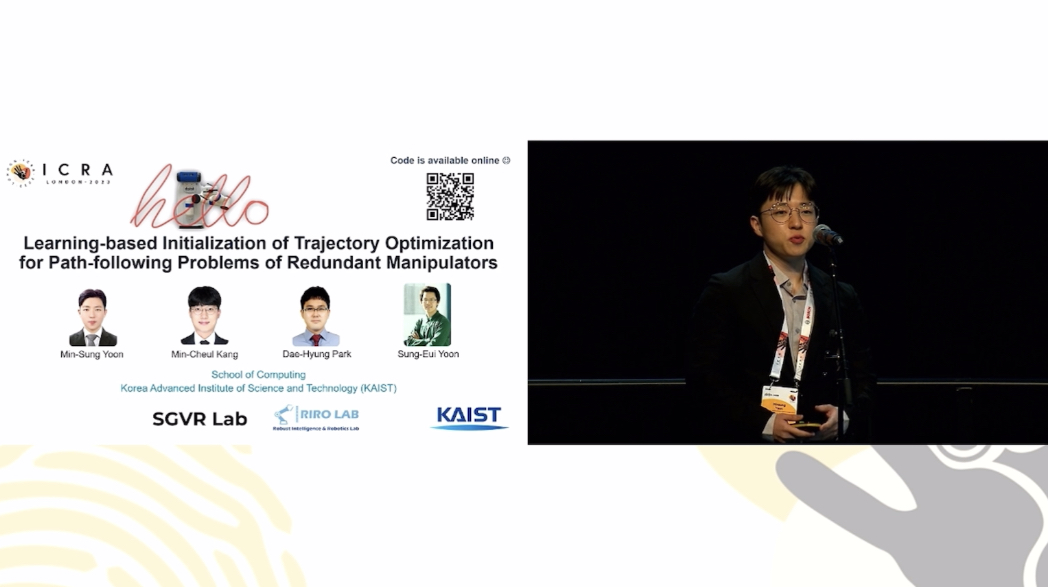 ICRA
LONDON·2023
Code is available online ☺
hello
Learning-based Initialization of Trajectory Optimization
for Path-following Problems of Redundant Manipulators
Min-Sung Yoon
Min-Cheul Kang
Dae-Hyung Park
Sung-Eui Yoon
School of Computing
Korea Advanced Institute of Science and Technology (KAIST)
SGVR Lab
RIRO LAB
Robust Intelligence & Robotics Lab
KAIST